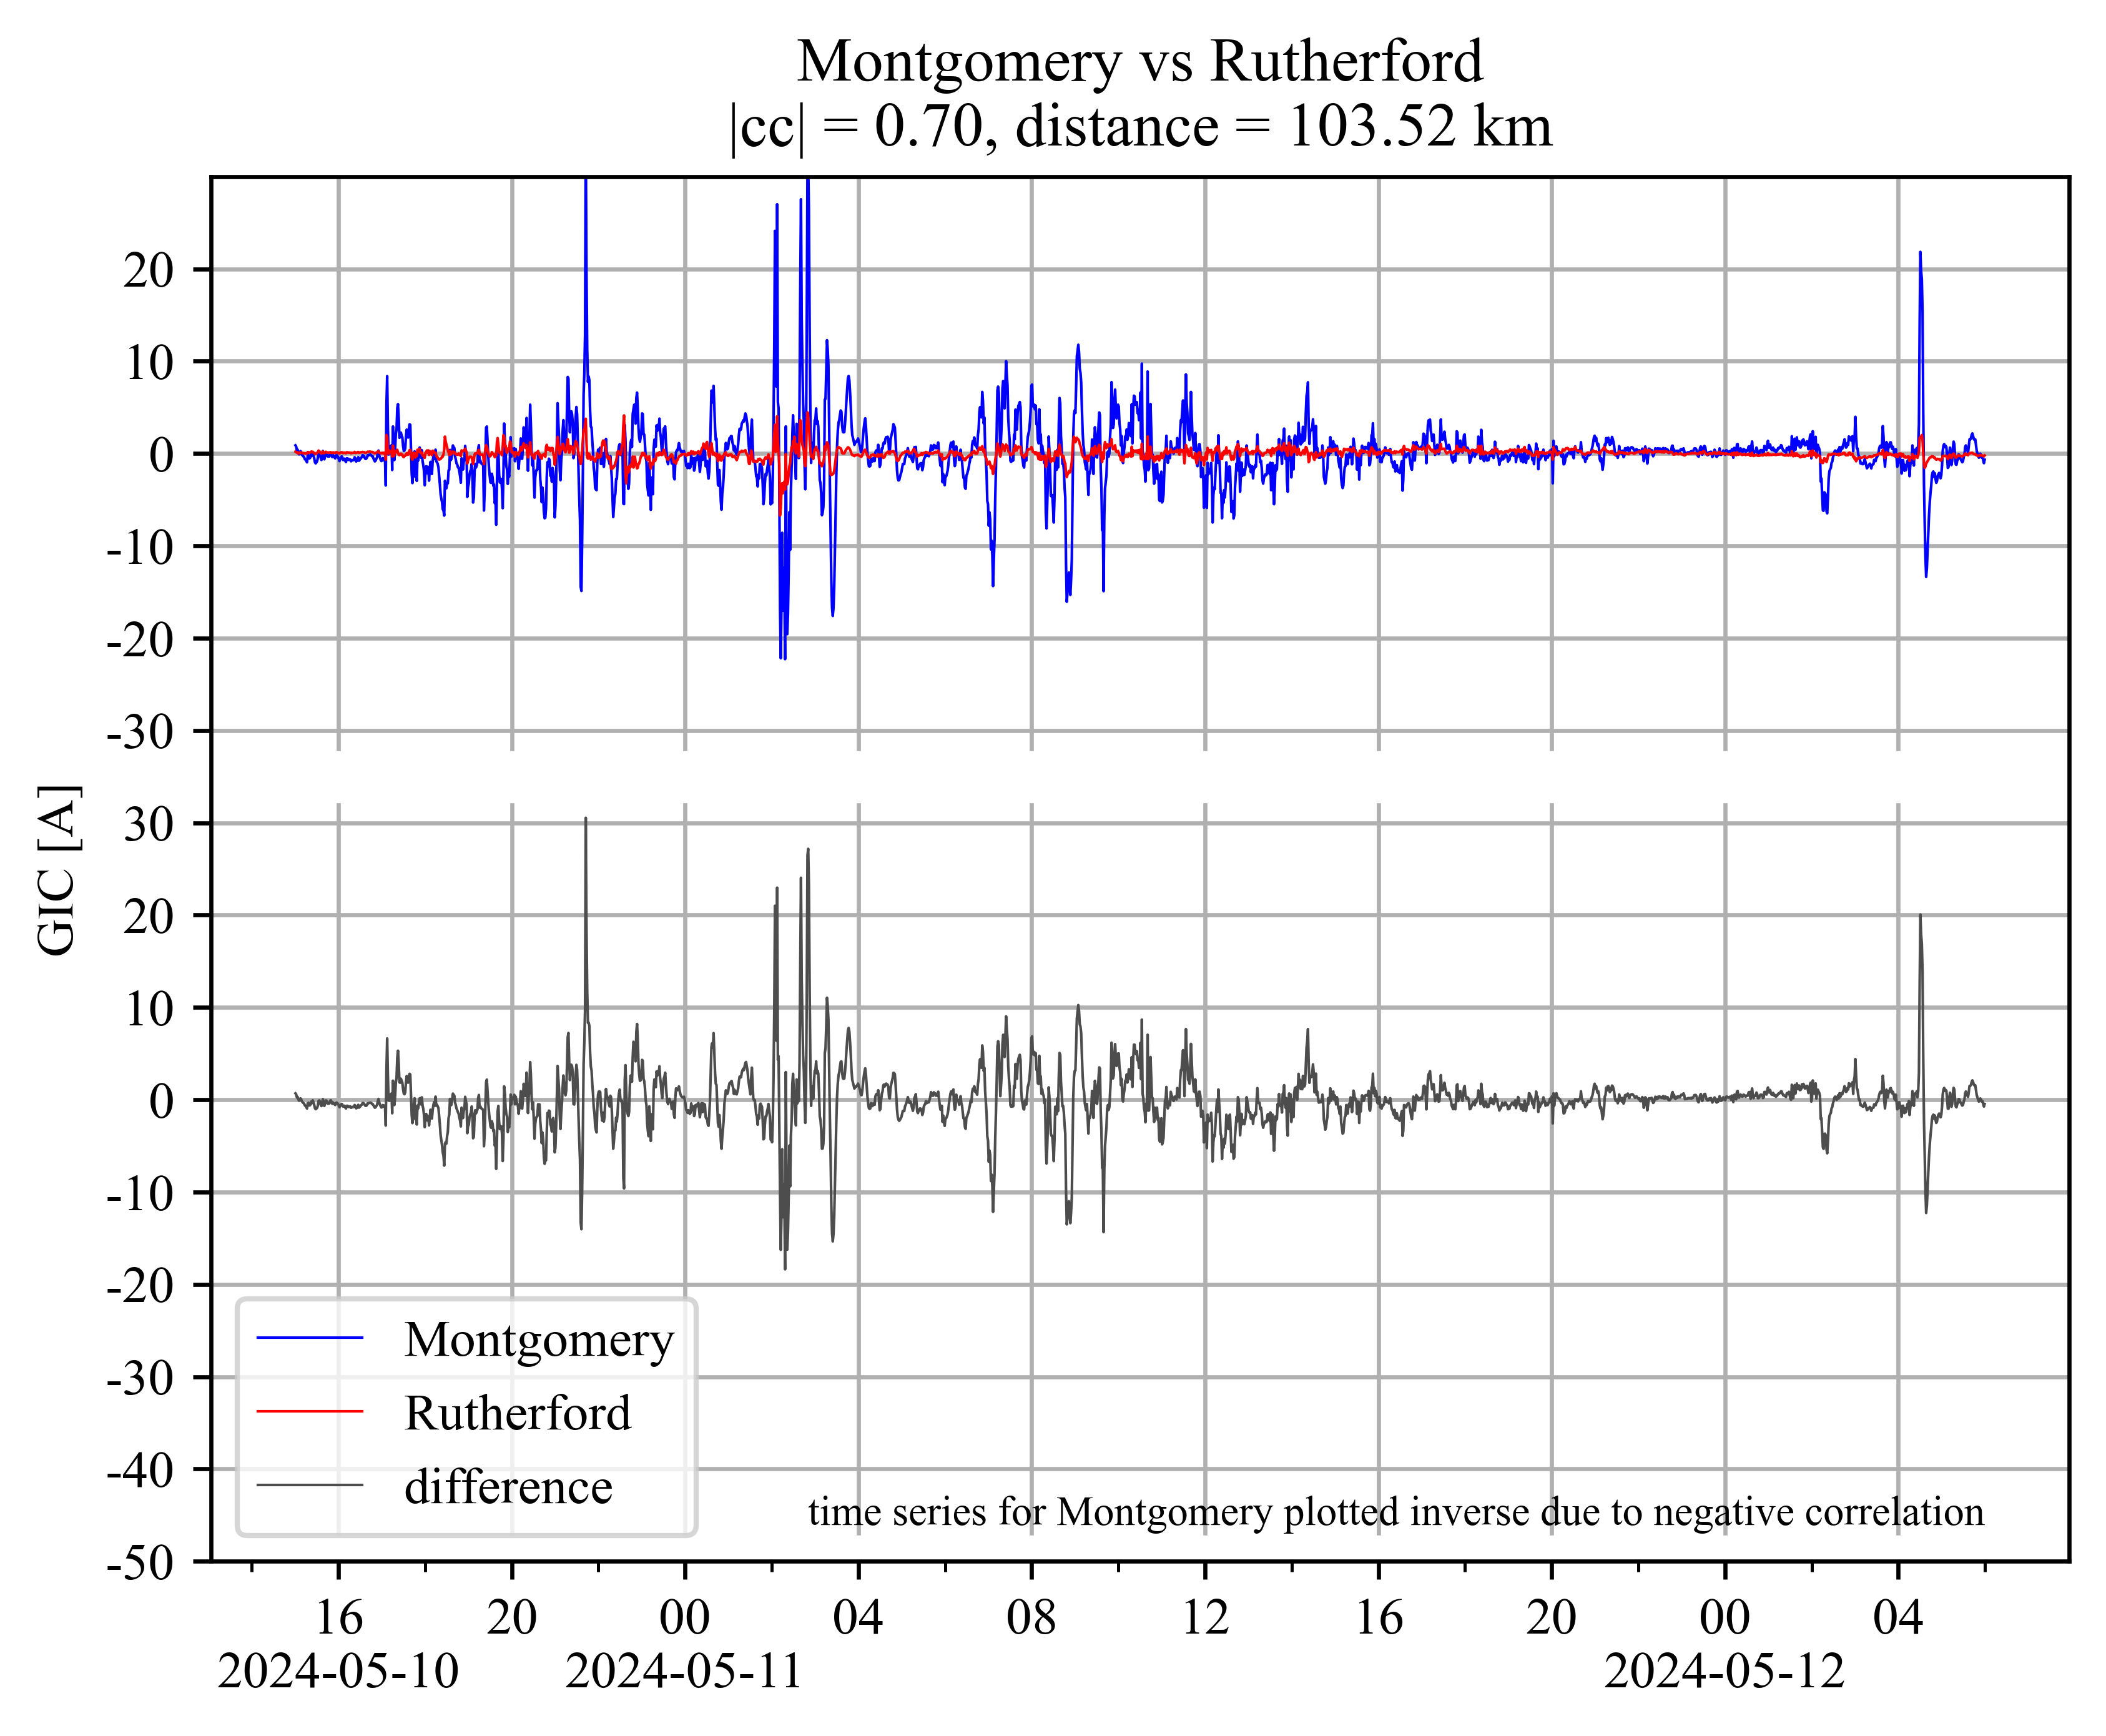 Montgomery vs Rutherford
|cc| = 0.70, distance = 103.52 km
20
10
0
-10
-20
-30
GIC [A]
30
20
10
0
-10
-20
-30
-40
-50
Montgomery
Rutherford
difference
time series for Montgomery plotted inverse due to negative correlation
16 20 00 04 08 12 16 20 00 04
2024-05-10 2024-05-11 2024-05-12